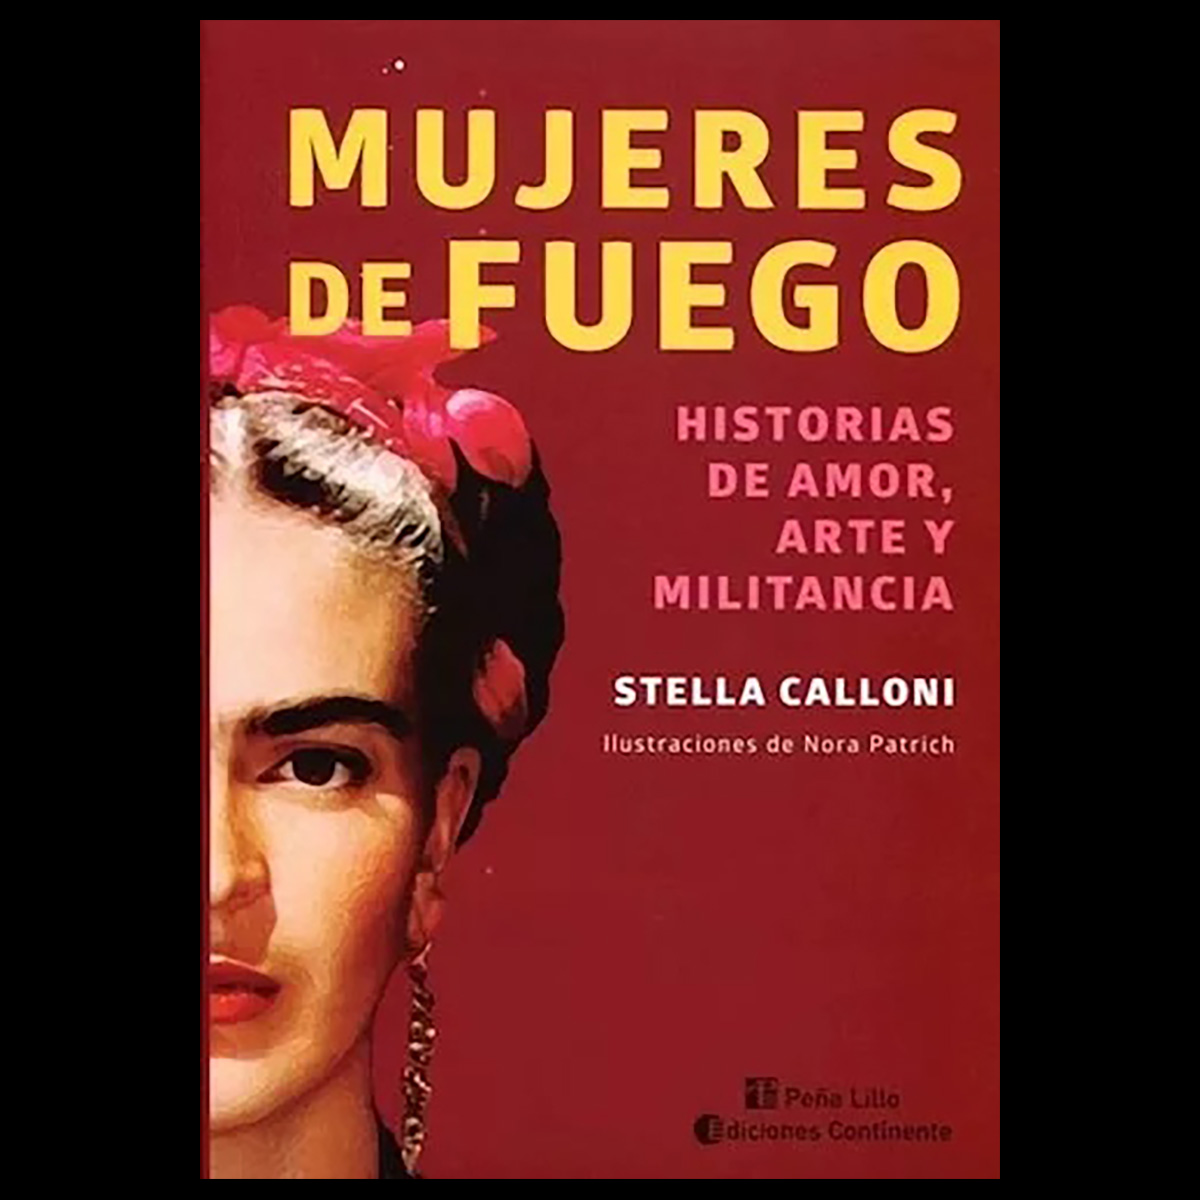 MUJERES
DE FUEGO
HISTORIAS
DE AMOR,
ARTE Y
MILITANCIA
STELLA CALLONI
Ilustraciones de Nora Patrich
Peña Lillo
Ediciones Continente